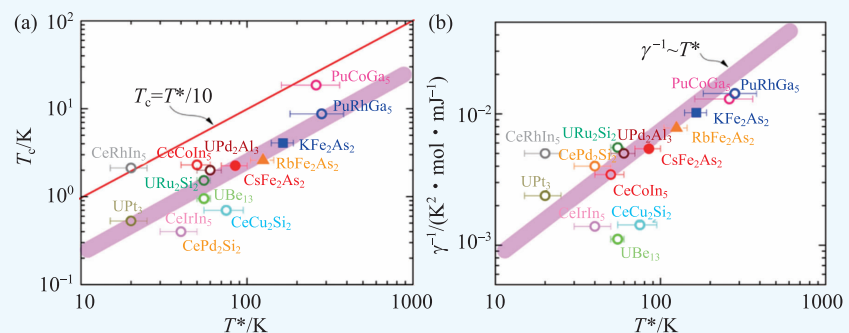 (a)
10²
10¹
10⁰
10⁻¹
T_c/K
T_c=T*/10
PuCoGa₅
PuRhGa₅
CeRhIn₅
CeCoIn₅
UPd₂Al₃
KFe₂As₂
RbFe₂As₂
URu₂Si₂
CsFe₂As₂
UPt₃
UBe₁₃
CeIrIn₅
CeCu₂Si₂
CePd₂Si₂
10
100
1000
T*/K
(b)
10⁻²
10⁻³
γ⁻¹/(K²·mol·mJ⁻¹)
γ⁻¹~T*
PuCoGa₅
PuRhGa₅
KFe₂As₂
URu₂Si₂
UPd₂Al₃
CeRhIn₅
RbFe₂As₂
CePd₂Si₂
CsFe₂As₂
CeCoIn₅
UPt₃
CeIrIn₅
CeCu₂Si₂
UBe₁₃
10
100
1000
T*/K